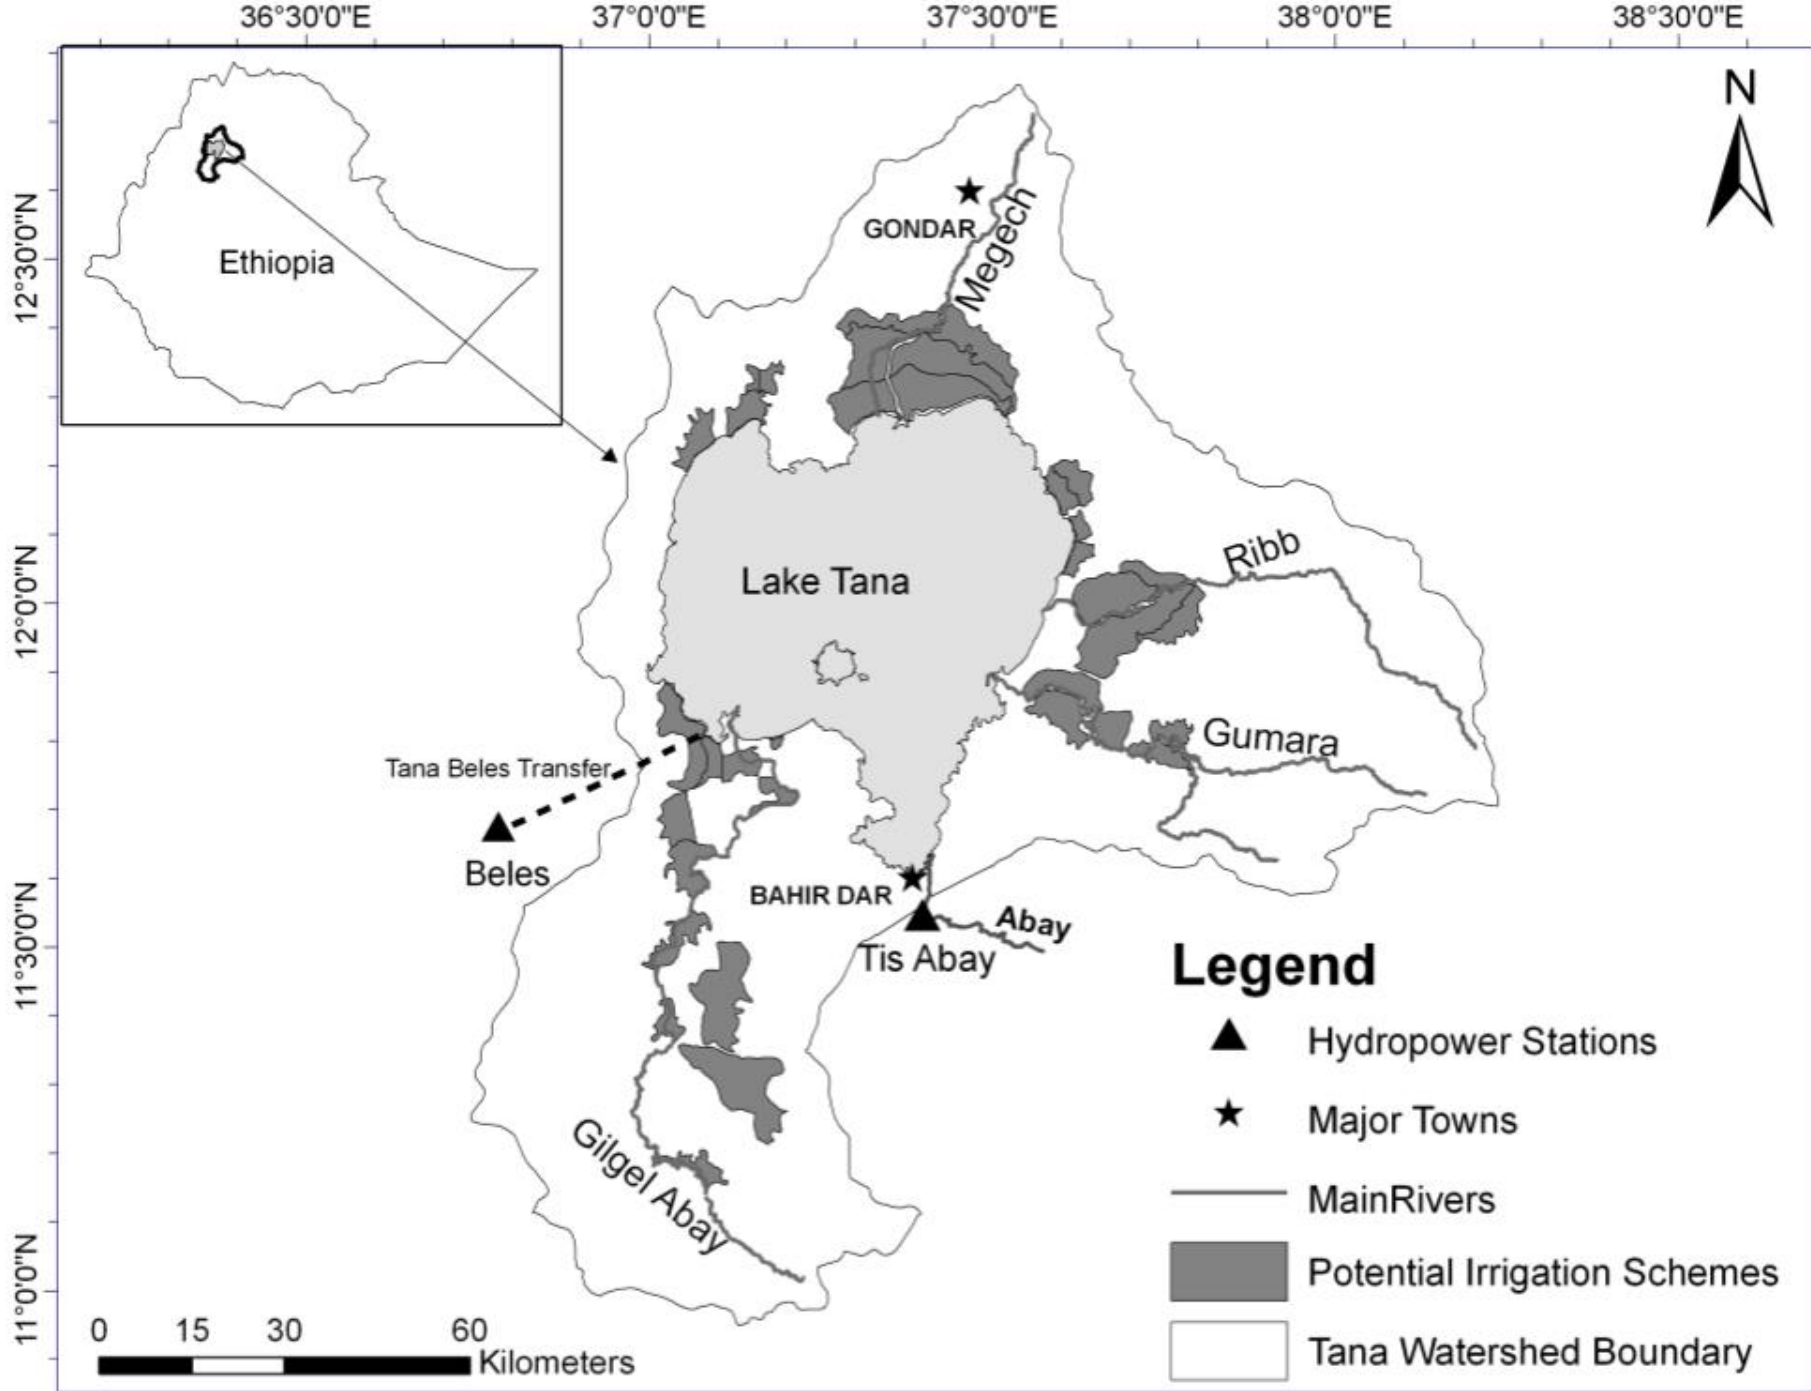 36°30'0"E
37°0'0"E
37°30'0"E
38°0'0"E
38°30'0"E
N
12°30'0"N
12°0'0"N
11°30'0"N
11°0'0"N
Ethiopia
GONDAR
Megech
Ribb
Lake Tana
Gumara
Tana Beles Transfer
Beles
BAHIR DAR
Abay
Tis Abay
Gilgel Abay
Legend
Hydropower Stations
Major Towns
MainRivers
Potential Irrigation Schemes
Tana Watershed Boundary
0 15 30 60
Kilometers